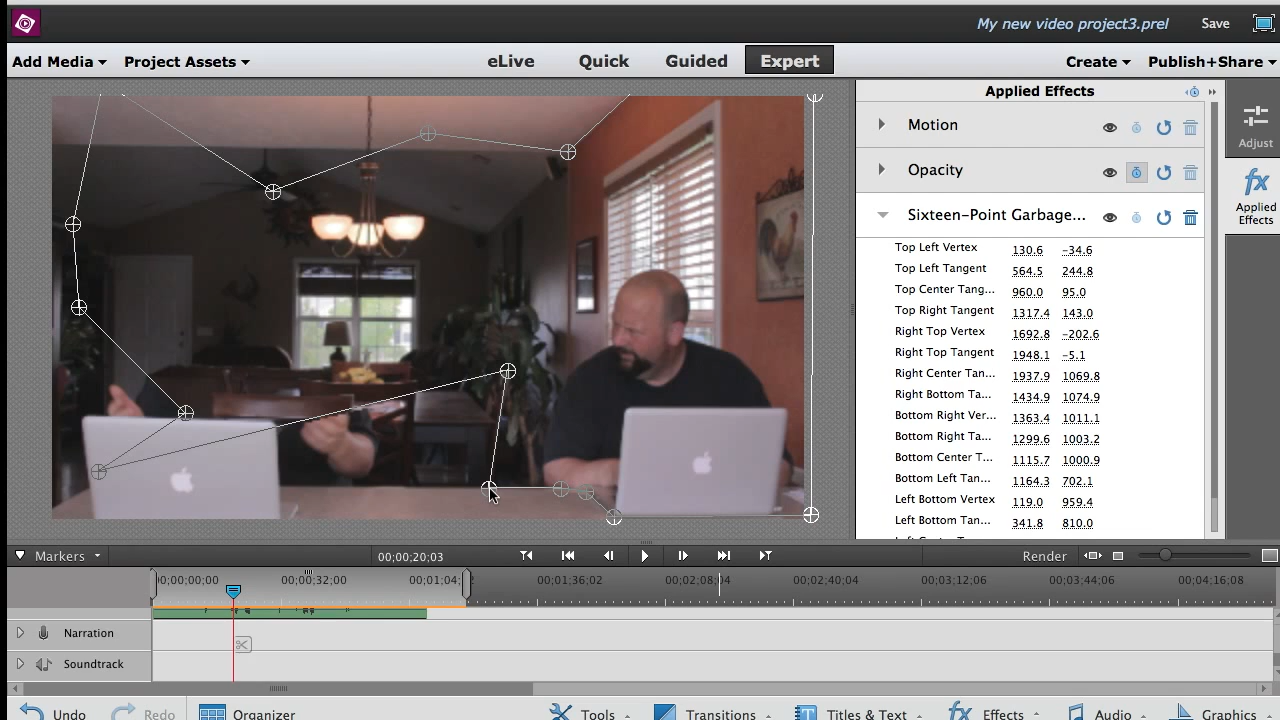 My new video project3.prel Save
Add Media Project Assets eLive Quick Guided Expert Create Publish+Share
Applied Effects
Motion
Adjust
Opacity
fx
Applied
Effects
Sixteen-Point Garbage...
Top Left Vertex 130.6 -34.6
Top Left Tangent 564.5 244.8
Top Center Tang... 960.0 95.0
Top Right Tangent 1317.4 143.0
Right Top Vertex 1692.8 -202.6
Right Top Tangent 1948.1 -5.1
Right Center Tan... 1937.9 1069.8
Right Bottom Ta... 1434.9 1074.9
Bottom Right Ver... 1363.4 1011.1
Bottom Right Ta... 1299.6 1003.2
Bottom Center T... 1115.7 1000.9
Bottom Left Tan... 1164.3 702.1
Left Bottom Vertex 119.0 959.4
Left Bottom Tan... 341.8 810.0
Markers 00;00;20;03 Render
00;00;00;00 00;00;32;00 00;01;04; 00;01;36;02 00;02;08;04 00;02;40;04 00;03;12;06 00;03;44;06 00;04;16;08
Narration
Soundtrack
Undo Redo Organizer Tools Transitions Titles & Text fx Effects Audio Graphics